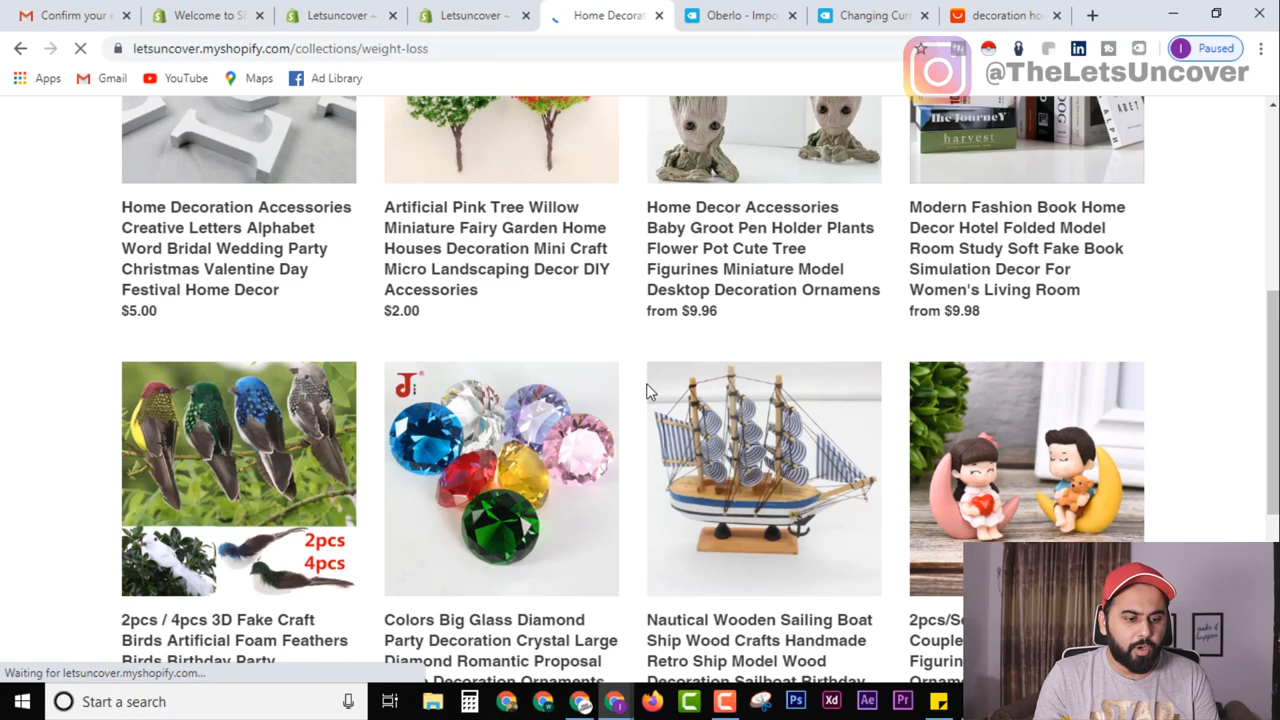 Confirm your e
Welcome to Sh
Letsuncover ~
Letsuncover ~
Home Decorat
Oberlo - Impo
Changing Curr
decoration ho
letsuncover.myshopify.com/collections/weight-loss
Paused
Apps
Gmail
YouTube
Maps
Ad Library
@TheLetsUncover
The JourneY
harvest
Home Decoration Accessories
Creative Letters Alphabet
Word Bridal Wedding Party
Christmas Valentine Day
Festival Home Decor
$5.00
Artificial Pink Tree Willow
Miniature Fairy Garden Home
Houses Decoration Mini Craft
Micro Landscaping Decor DIY
Accessories
$2.00
Home Decor Accessories
Baby Groot Pen Holder Plants
Flower Pot Cute Tree
Figurines Miniature Model
Desktop Decoration Ornamens
from $9.96
Modern Fashion Book Home
Decor Hotel Folded Model
Room Study Soft Fake Book
Simulation Decor For
Women's Living Room
from $9.98
2pcs
4pcs
2pcs / 4pcs 3D Fake Craft
Birds Artificial Foam Feathers
Birds Birthday Party
Colors Big Glass Diamond
Party Decoration Crystal Large
Diamond Romantic Proposal
Nautical Wooden Sailing Boat
Ship Wood Crafts Handmade
Retro Ship Model Wood
Decoration Sailboat Birthday
2pcs/Se
Couple
Figurin
Ornam
make it
happen
Waiting for letsuncover.myshopify.com...
Start a search
Ps
Xd
Ae
Pr